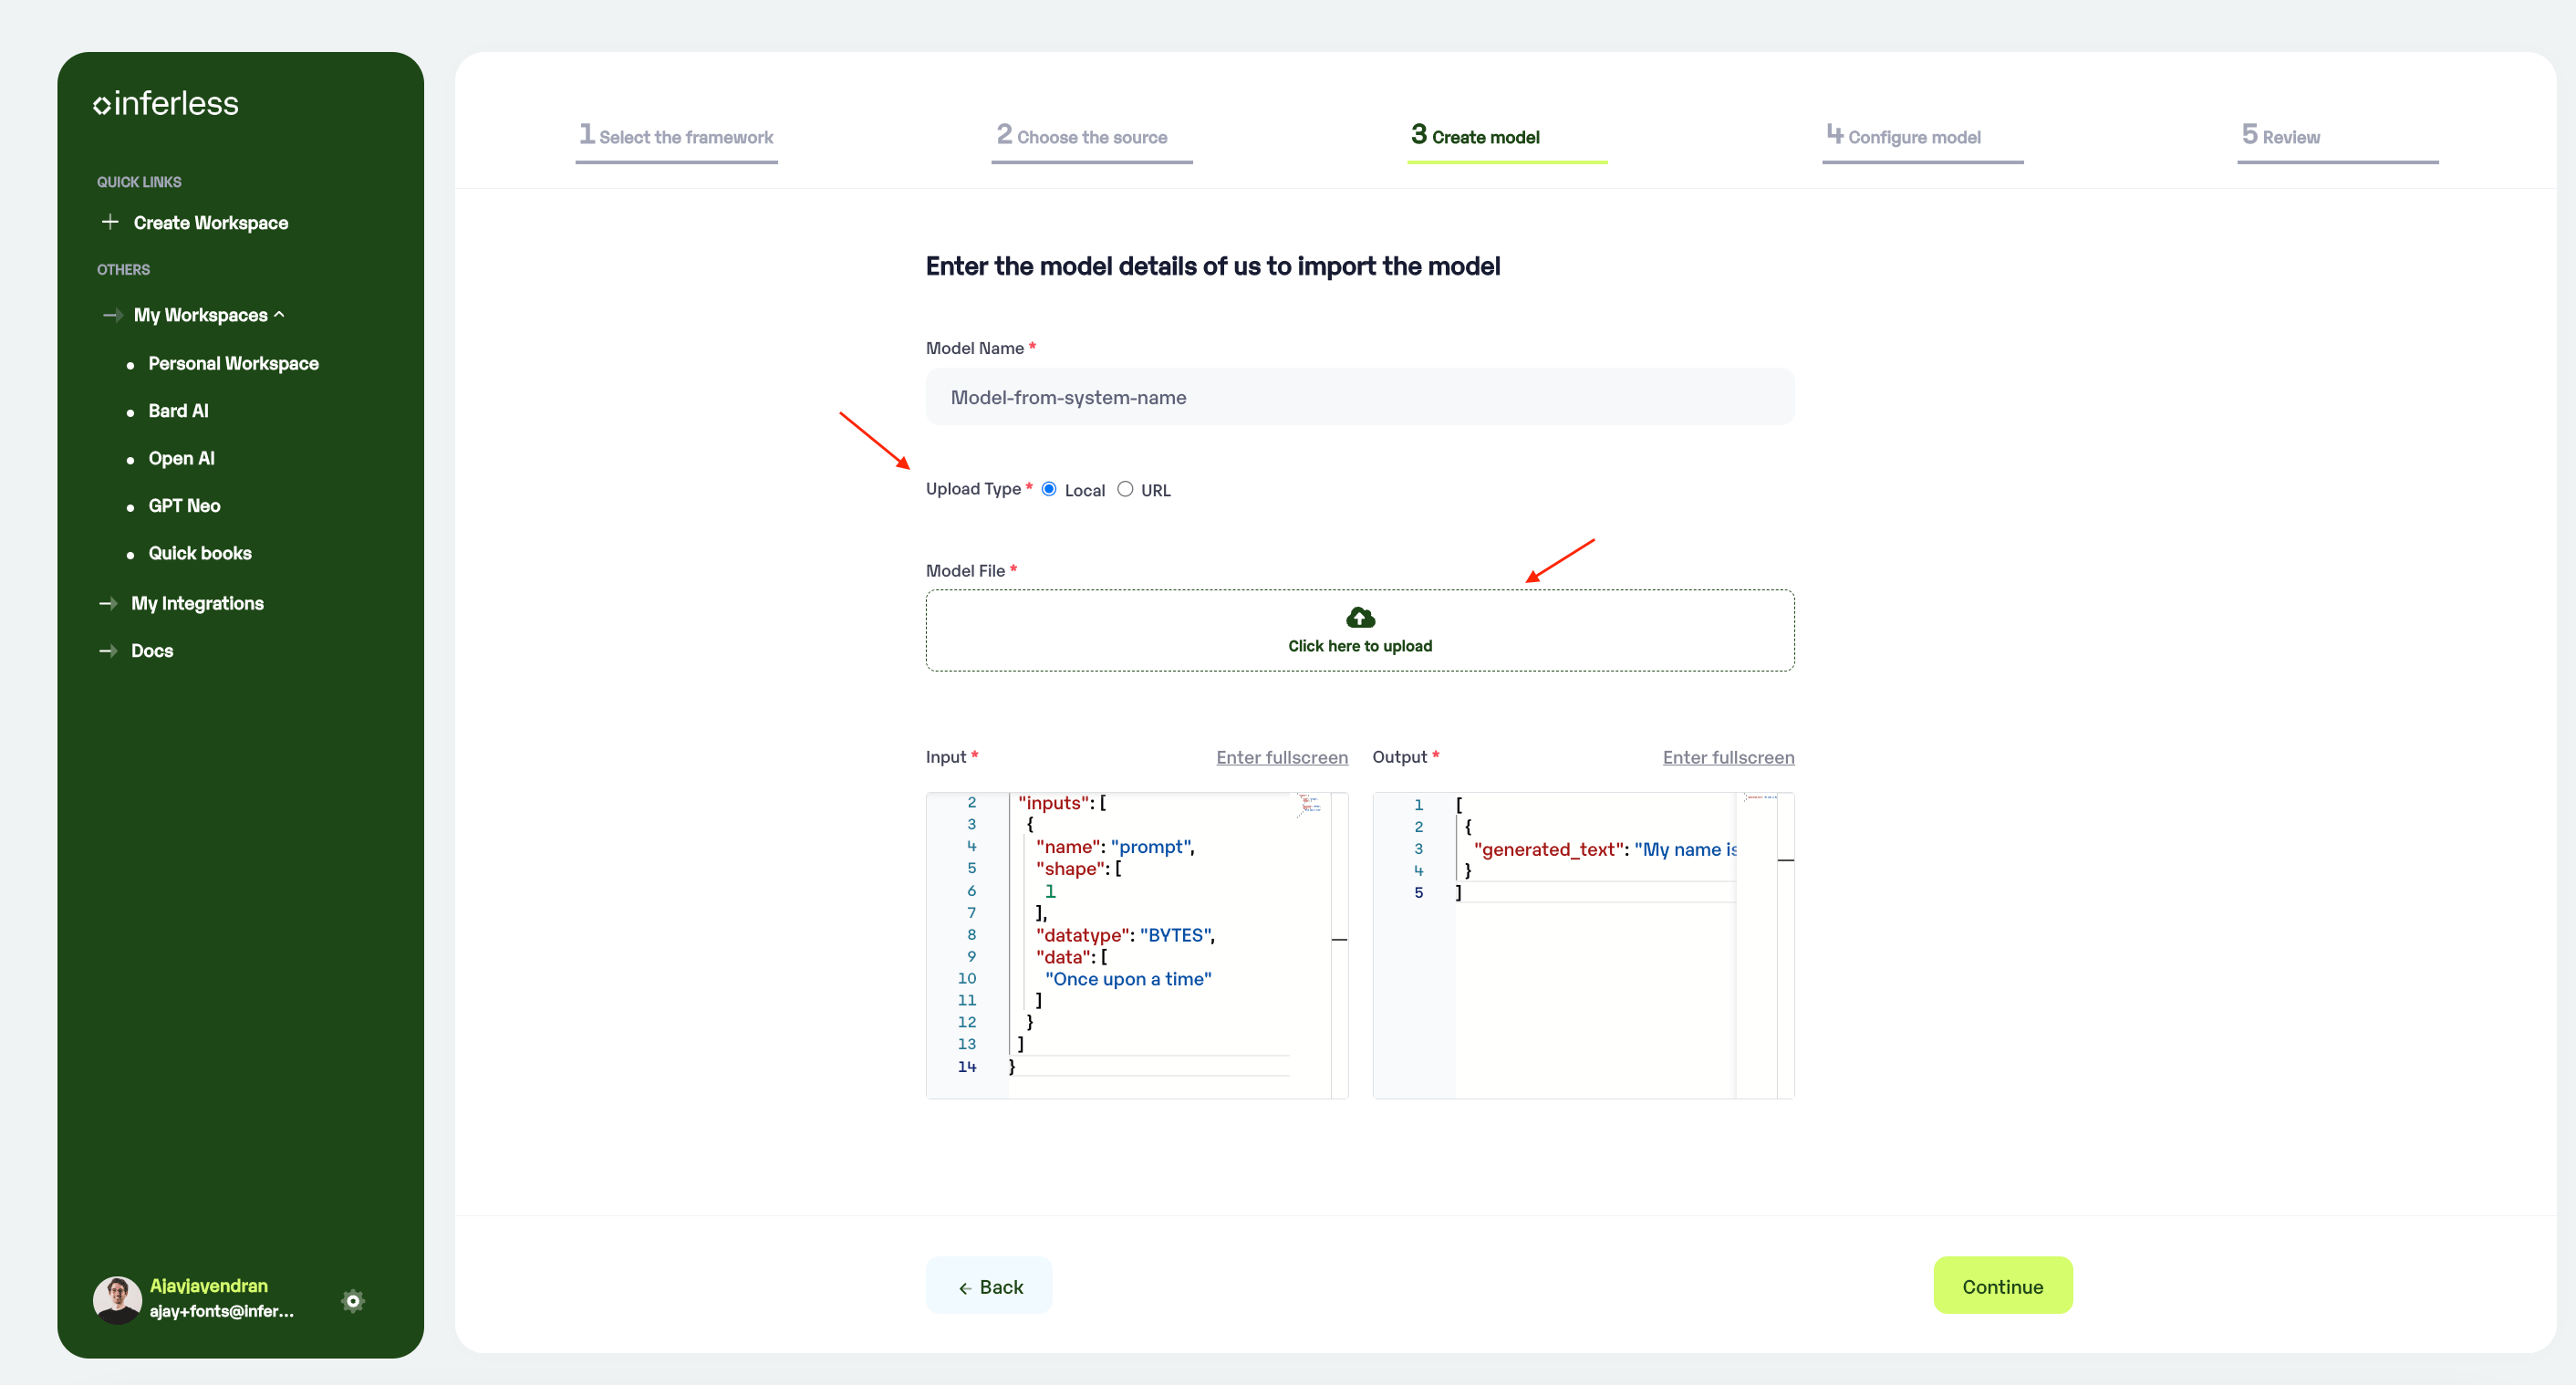 inferless
QUICK LINKS
Create Workspace
OTHERS
My Workspaces
Personal Workspace
Bard AI
Open AI
GPT Neo
Quick books
My Integrations
Docs
Ajayjayendran
ajay+fonts@infer...
1 Select the framework
2 Choose the source
3 Create model
4 Configure model
5 Review
Enter the model details of us to import the model
Model Name *
Model-from-system-name
Upload Type * Local URL
Model File *
Click here to upload
Input * Enter fullscreen
2 "inputs": [
3 {
4 "name": "prompt",
5 "shape": [
6 1
7 ],
8 "datatype": "BYTES",
9 "data": [
10 "Once upon a time"
11 ]
12 }
13 ]
14 }
Output * Enter fullscreen
1 [
2 {
3 "generated_text": "My name is
4 }
5 ]
Back
Continue